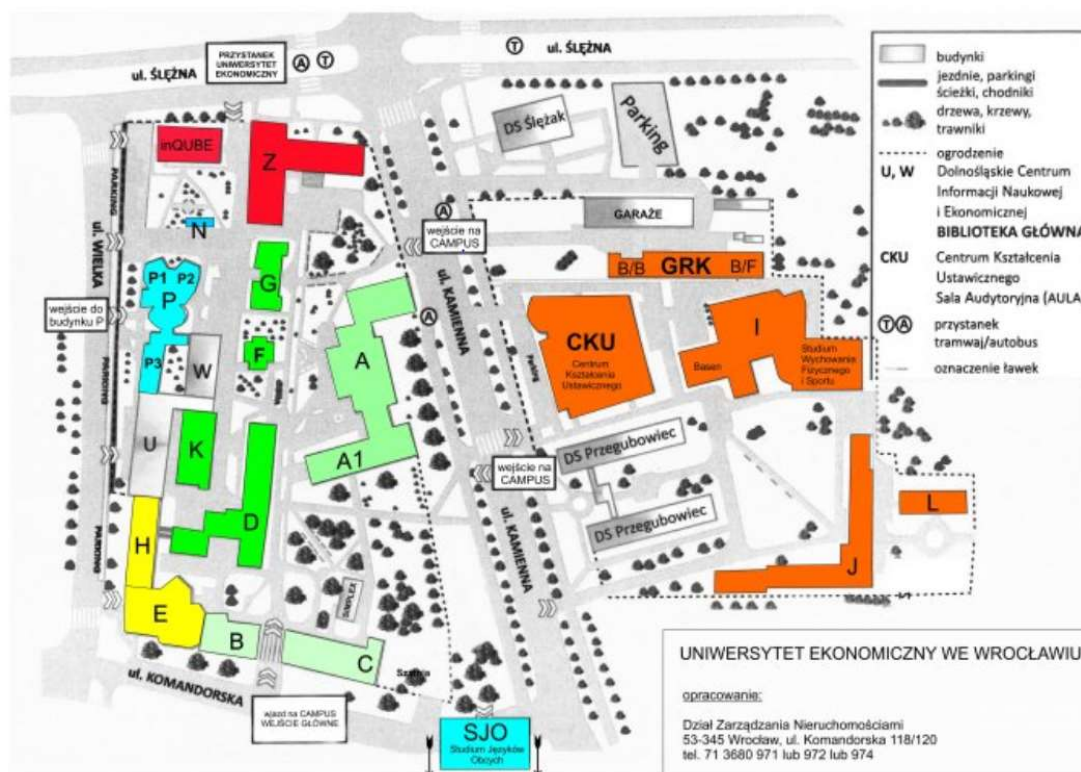 PRZYSTANEK
UNIWERSYTET
EKONOMICZNY
A
T
ul. ŚLĘŻNA
T
ul. ŚLĘŻNA
inQUBE
Z
N
PARKING
ul. WIELKA
wejście do
budynku P
P1
P2
P
P3
W
U
G
F
K
D
A
A1
H
E
B
C
SIMPLEX
PARKING
PARKING
ul. KOMANDORSKA
wjazd na CAMPUS
WEJŚCIE GŁÓWNE
SJO
Studium Języków
Obcych
DS Ślężak
Parking
GARAŻE
A
wejście na
CAMPUS
ul. KAMIENNA
A
B/B
GRK
B/F
CKU
Centrum
Kształcenia
Ustawicznego
Parking
I
Basen
Studium
Wychowania
Fizycznego
i Sportu
DS Przegubowiec
wejście na
CAMPUS
DS Przegubowiec
ul. KAMIENNA
L
J
budynki
jezdnie, parkingi
ścieżki, chodniki
drzewa, krzewy,
trawniki
ogrodzenie
U, W Dolnośląskie Centrum
Informacji Naukowej
i Ekonomicznej
BIBLIOTEKA GŁÓWNA
CKU Centrum Kształcenia
Ustawicznego
Sala Audytoryjna (AULA
T A przystanek
tramwaj/autobus
oznaczenie ławek
UNIWERSYTET EKONOMICZNY WE WROCŁAWIU
opracowanie:
Dział Zarządzania Nieruchomościami
53-345 Wrocław, ul. Komandorska 118/120
tel. 71 3680 971 lub 972 lub 974